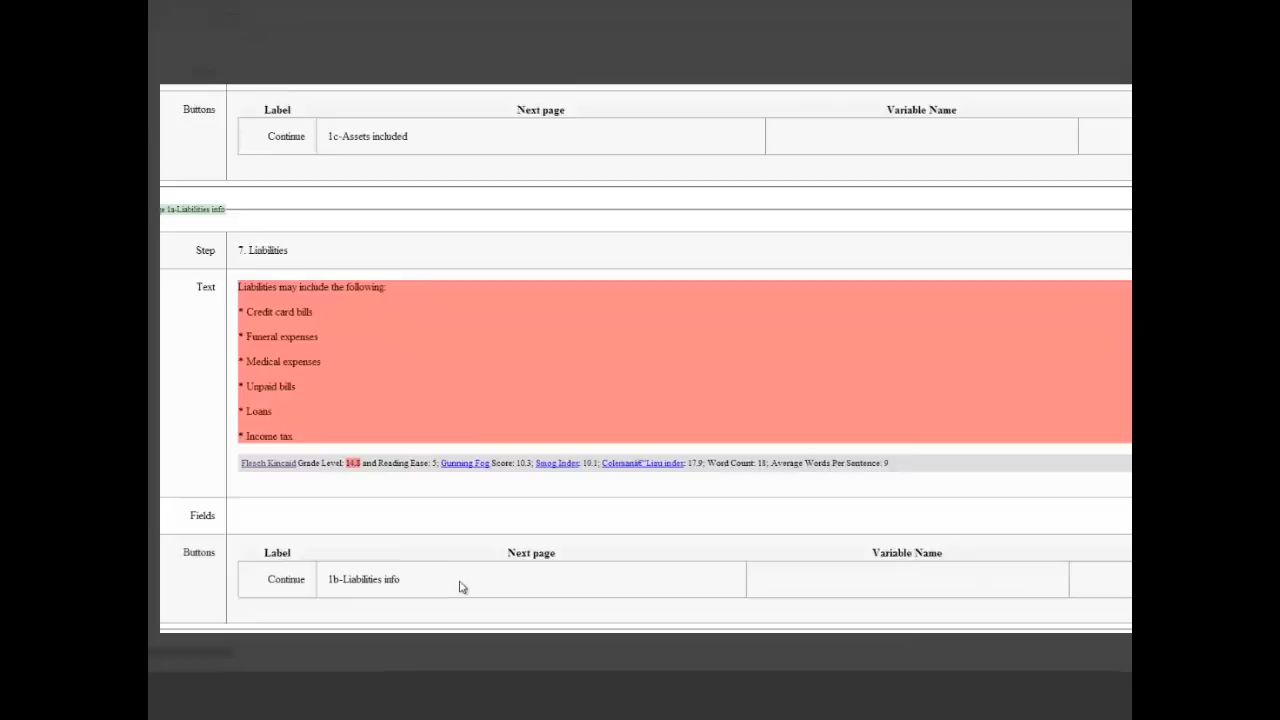 Buttons
Label Next page Variable Name
Continue 1c-Assets included
1a-Liabilities info
Step 7. Liabilities
Text Liabilities may include the following:
* Credit card bills
* Funeral expenses
* Medical expenses
* Unpaid bills
* Loans
* Income tax
Flesch Kincaid Grade Level: 14.8 and Reading Ease: 5; Gunning Fog Score: 10.3; Smog Index: 10.1; Colemanâ€“Liau index: 17.9; Word Count: 18; Average Words Per Sentence: 9
Fields
Buttons
Label Next page Variable Name
Continue 1b-Liabilities info